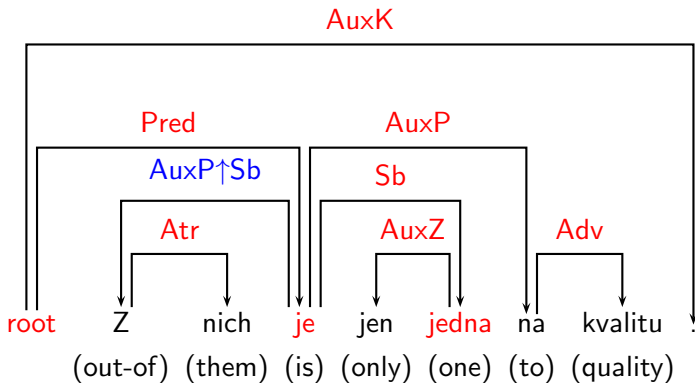 AuxK
Pred AuxP
AuxP↑Sb Sb
Atr AuxZ Adv
root Z nich je jen jedna na kvalitu .
(out-of) (them) (is) (only) (one) (to) (quality)